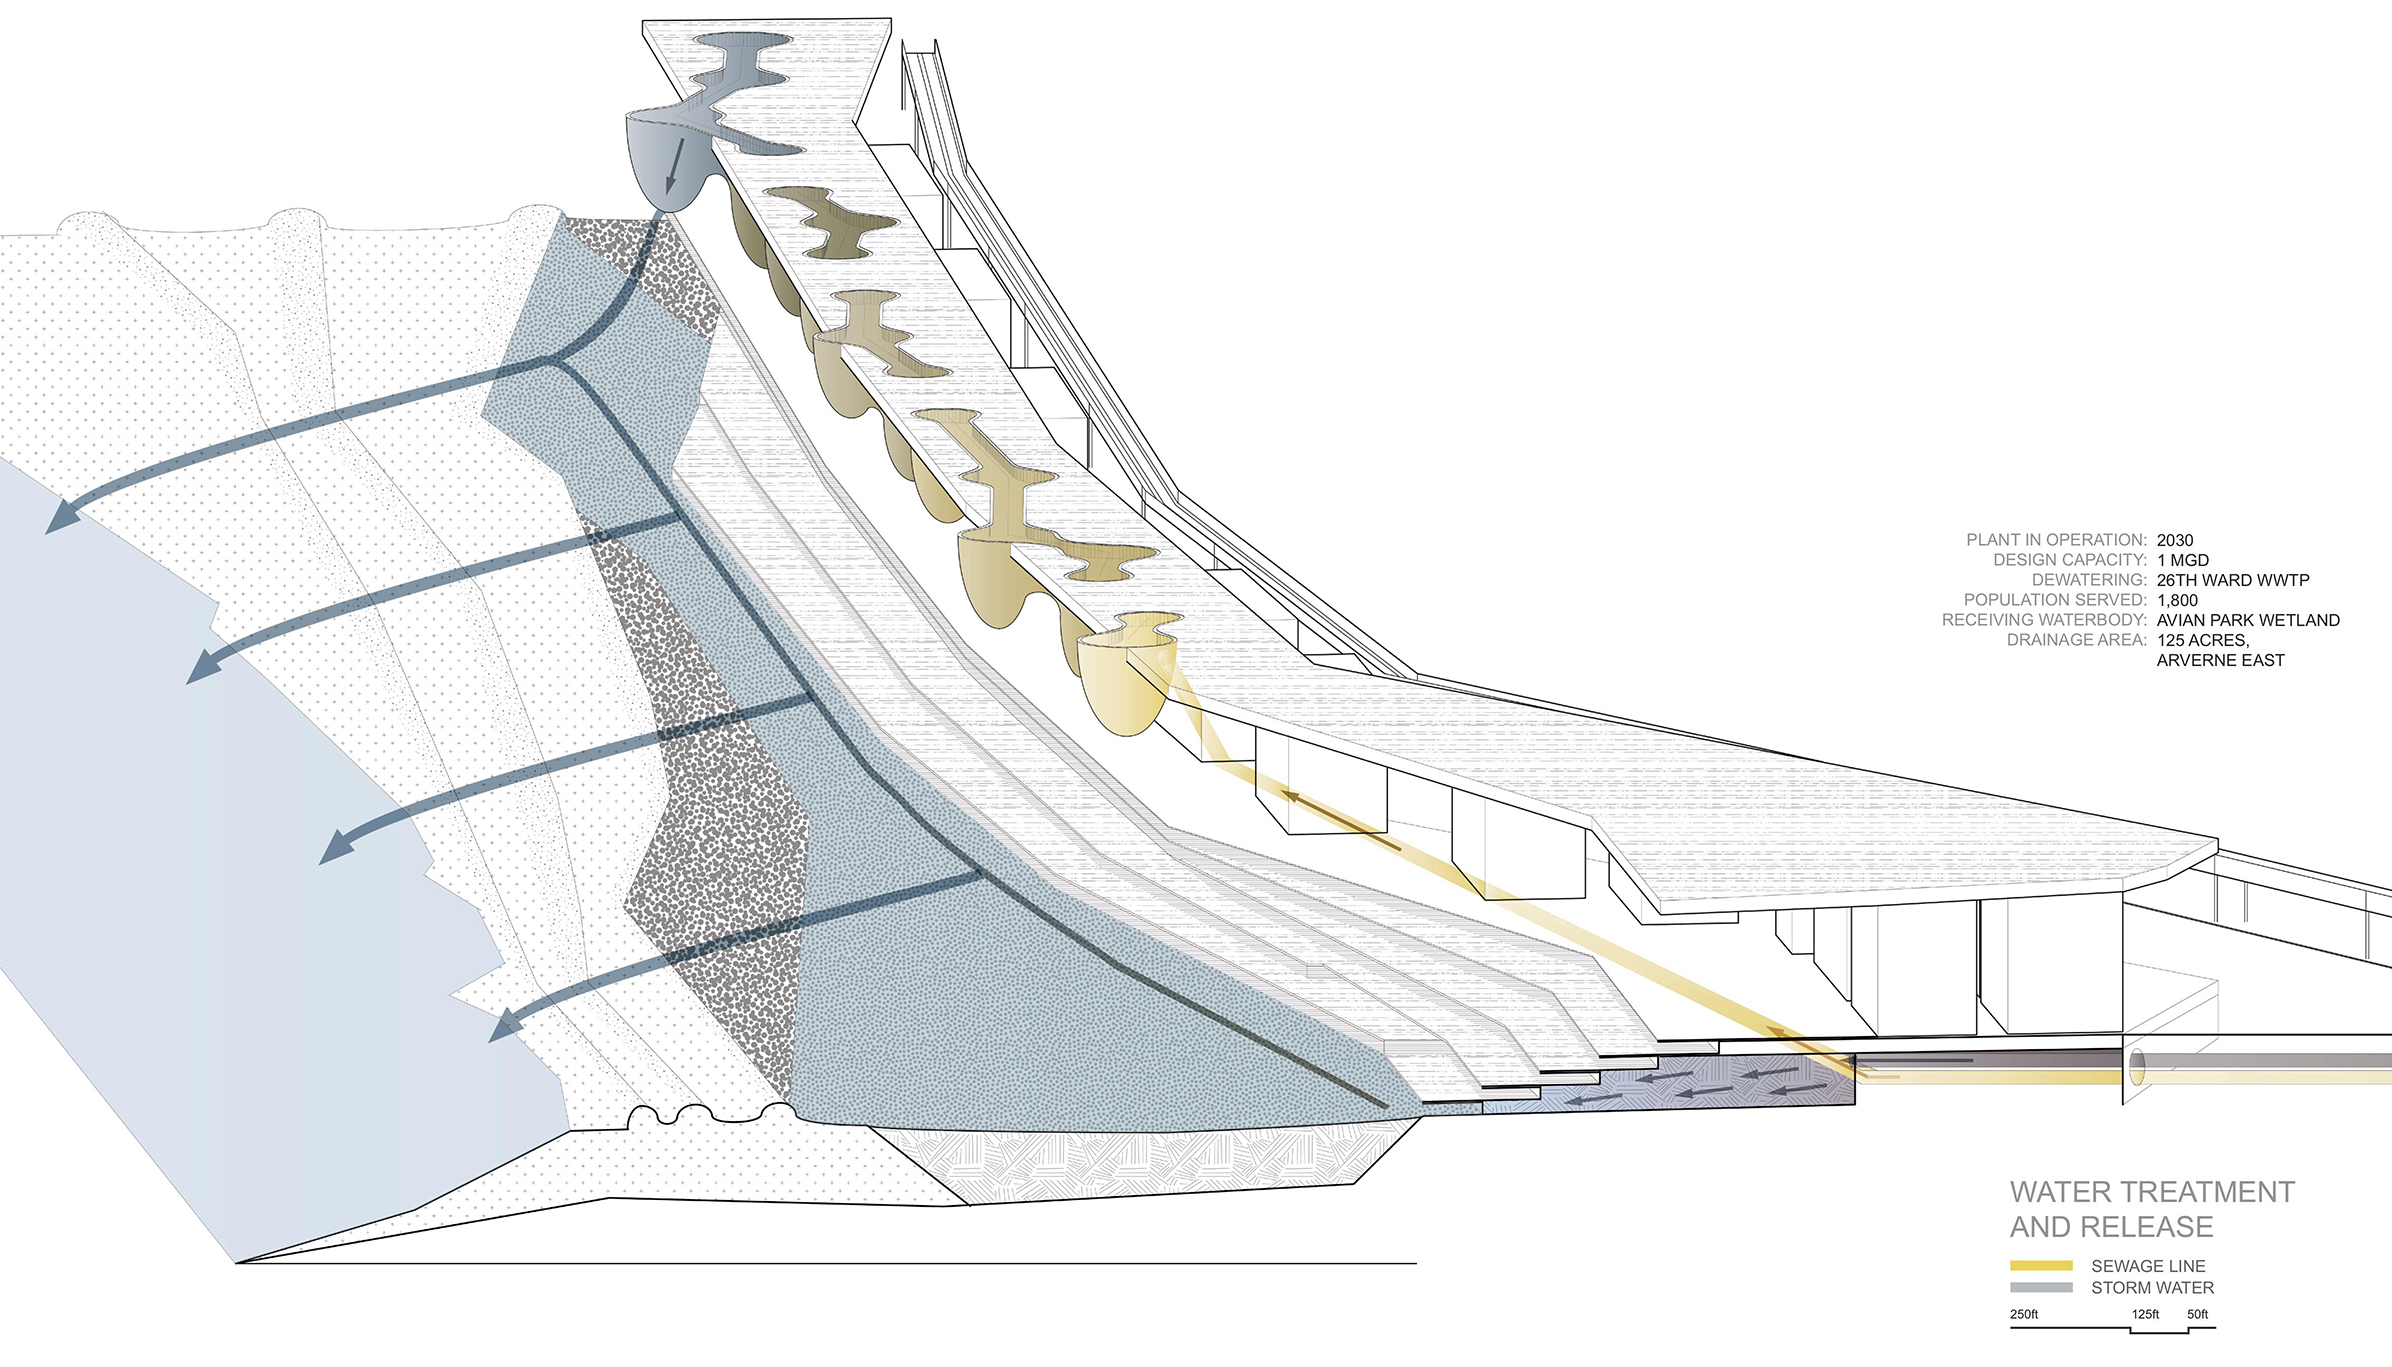 PLANT IN OPERATION: 2030
DESIGN CAPACITY: 1 MGD
DEWATERING: 26TH WARD WWTP
POPULATION SERVED: 1,800
RECEIVING WATERBODY: AVIAN PARK WETLAND
DRAINAGE AREA: 125 ACRES,
ARVERNE EAST
WATER TREATMENT
AND RELEASE
SEWAGE LINE
STORM WATER
250ft 125ft 50ft